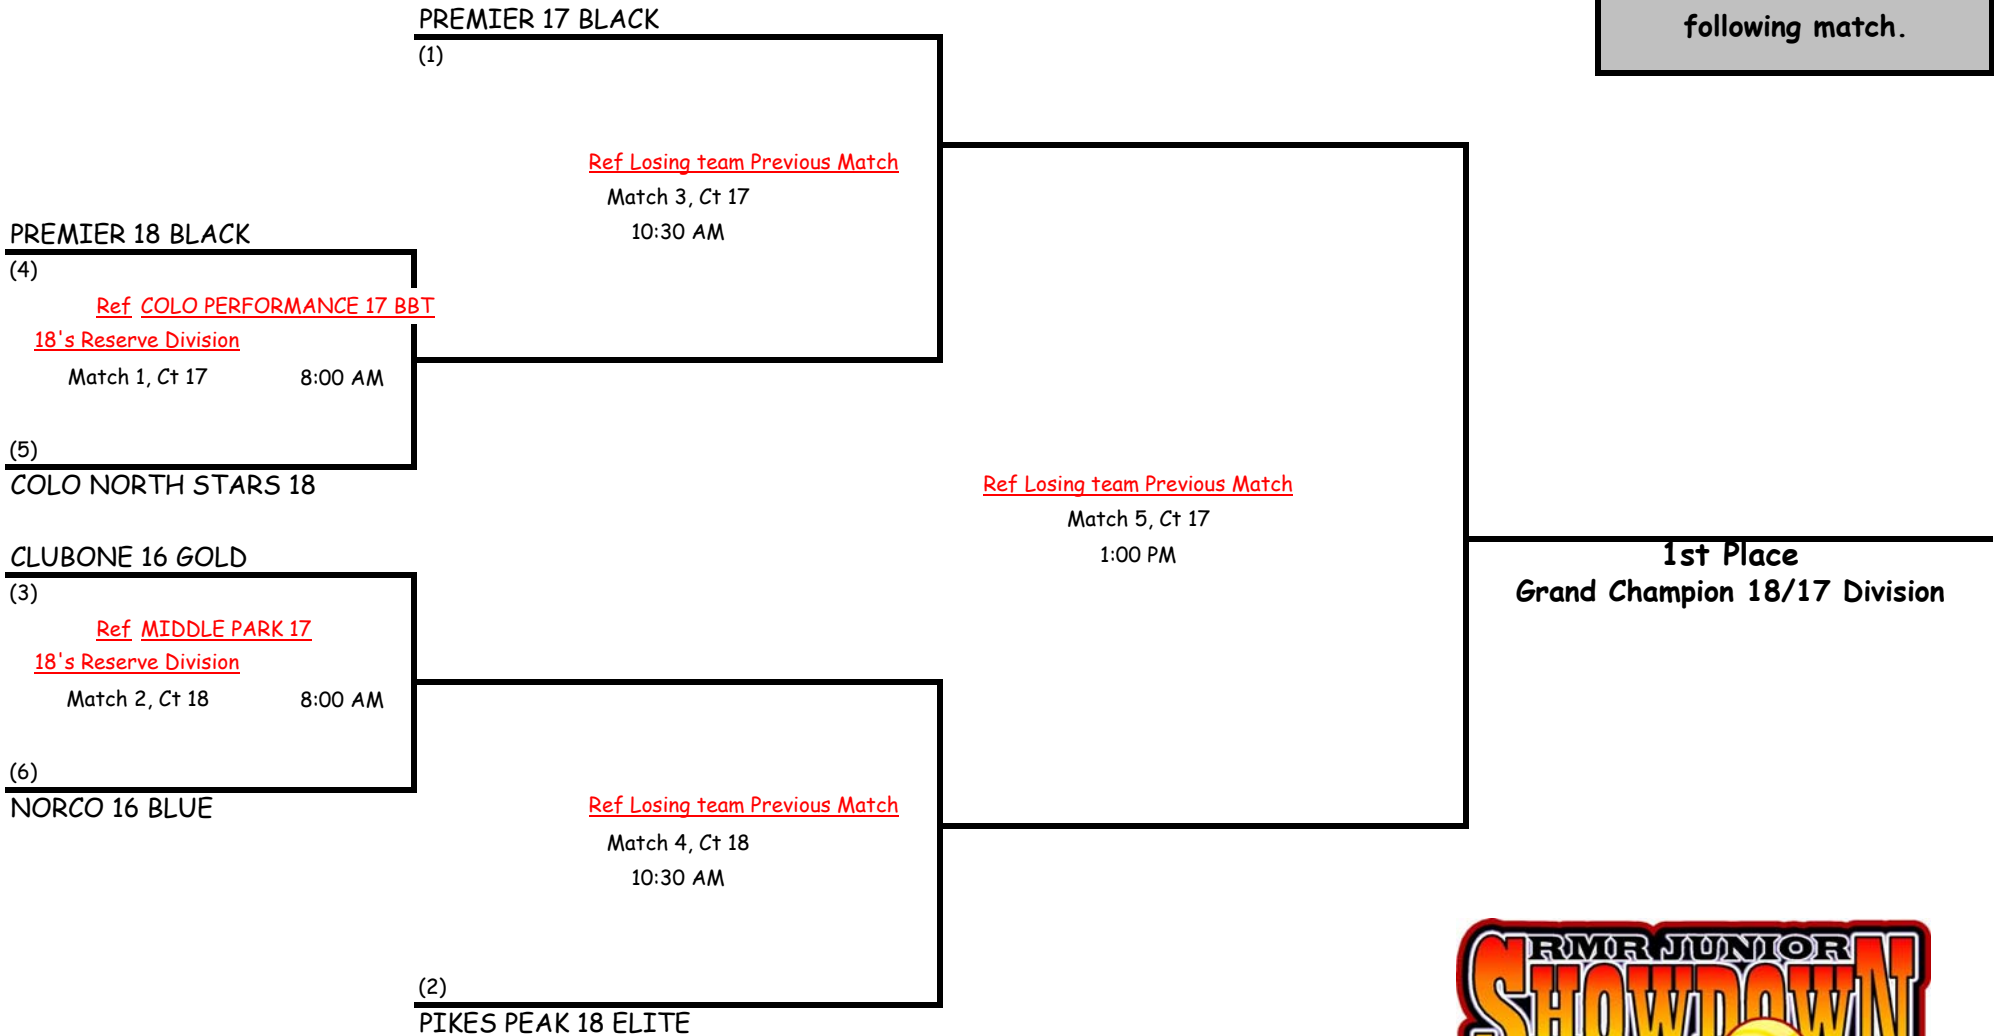 PREMIER 17 BLACK
(1)
following match.
Ref Losing team Previous Match
Match 3, Ct 17
10:30 AM
PREMIER 18 BLACK
(4)
Ref COLO PERFORMANCE 17 BBT
18's Reserve Division
Match 1, Ct 17 8:00 AM
(5)
COLO NORTH STARS 18
Ref Losing team Previous Match
Match 5, Ct 17
1:00 PM
1st Place
Grand Champion 18/17 Division
CLUBONE 16 GOLD
(3)
Ref MIDDLE PARK 17
18's Reserve Division
Match 2, Ct 18 8:00 AM
(6)
NORCO 16 BLUE
Ref Losing team Previous Match
Match 4, Ct 18
10:30 AM
(2)
PIKES PEAK 18 ELITE
RMR JUNIOR
SHOWDOWN